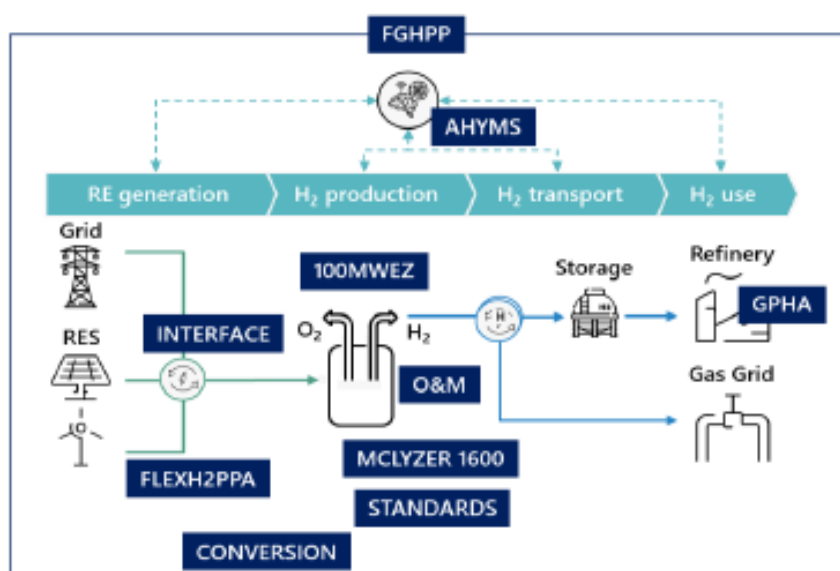 FGHPP
AHYMS
RE generation
H₂ production
H₂ transport
H₂ use
Grid
100MWEZ
Storage
Refinery
GPHA
RES
INTERFACE
O₂
H₂
O&M
Gas Grid
MCLYZER 1600
FLEXH2PPA
STANDARDS
CONVERSION